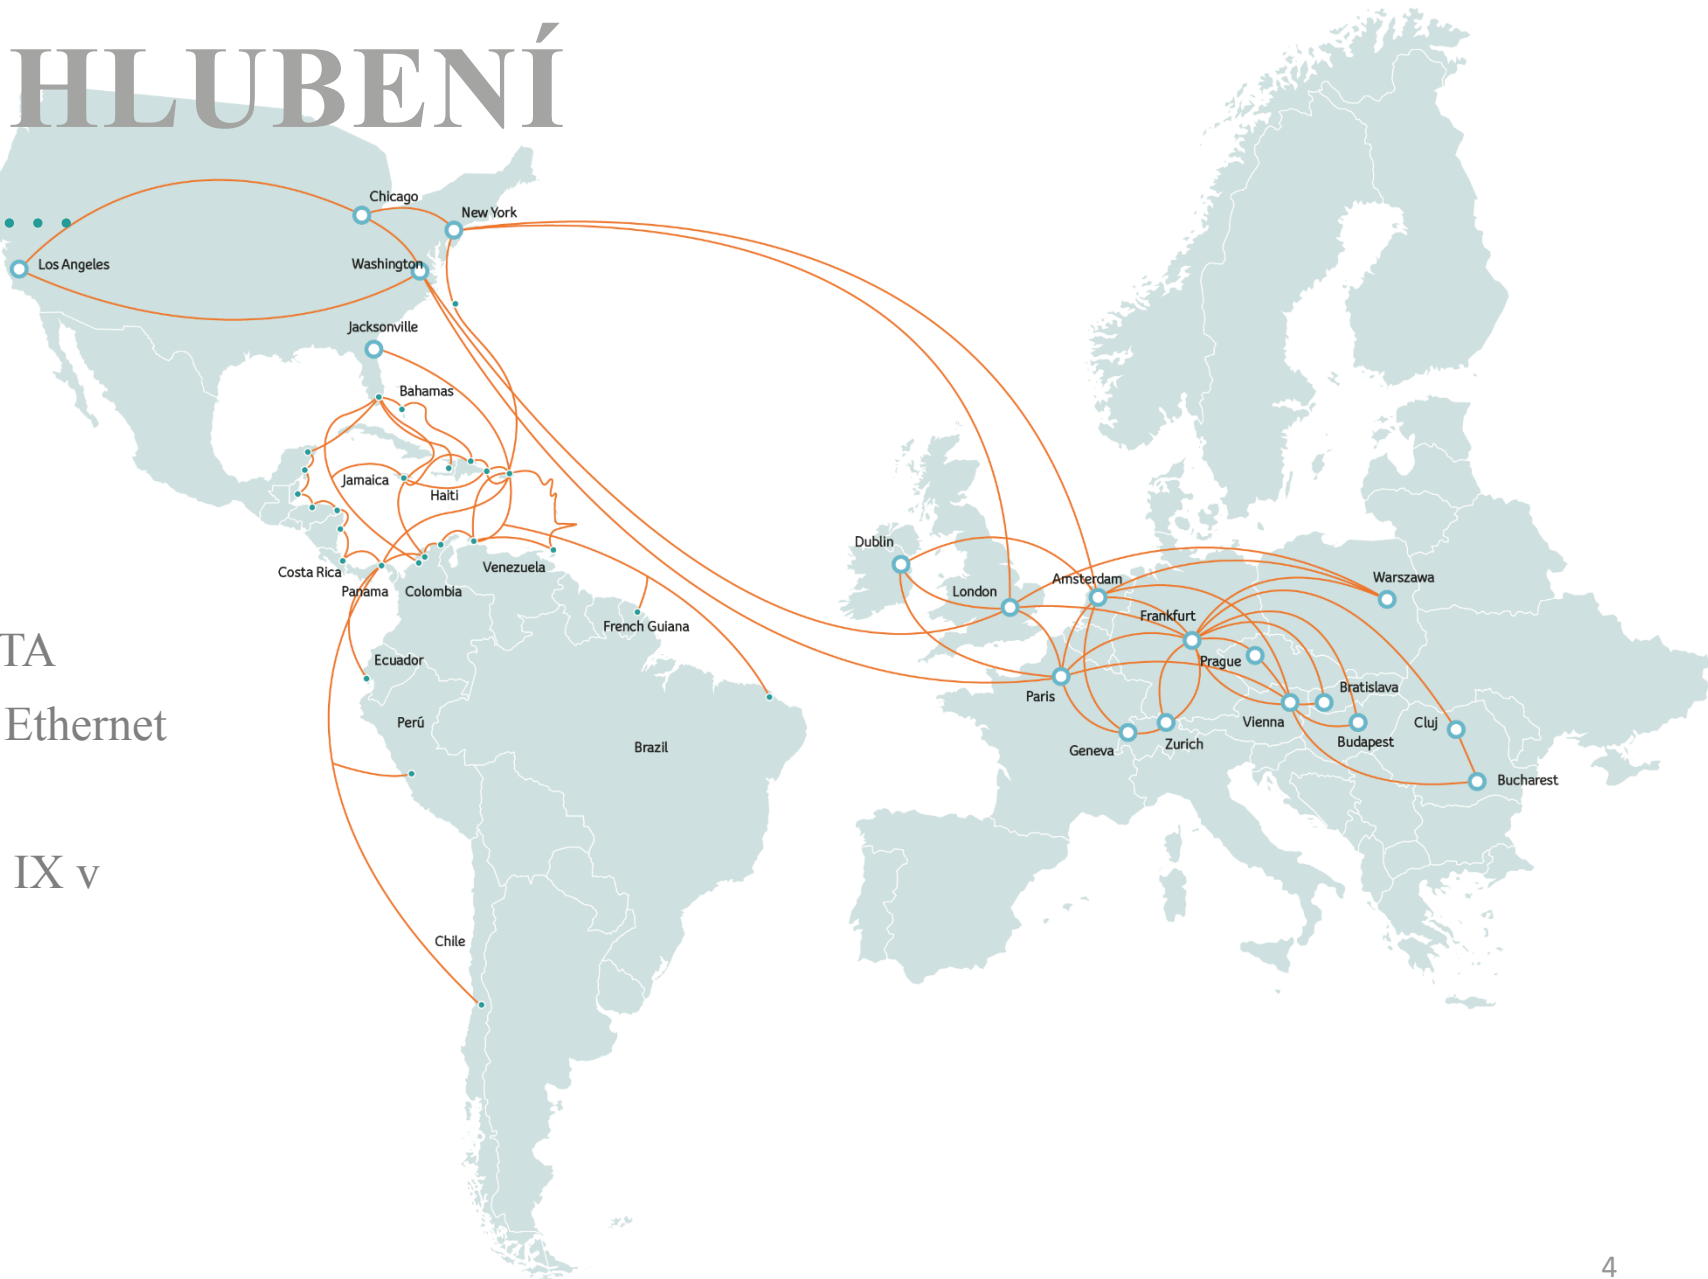 HLUBENÍ
Chicago
New York
Los Angeles
Washington
Jacksonville
Bahamas
Jamaica
Haiti
Costa Rica
Panama
Colombia
Venezuela
French Guiana
Ecuador
Perú
Brazil
Chile
Dublin
London
Amsterdam
Warszawa
Frankfurt
Prague
Paris
Bratislava
Vienna
Budapest
Cluj
Geneva
Zurich
Bucharest
TA
Ethernet
IX v
4